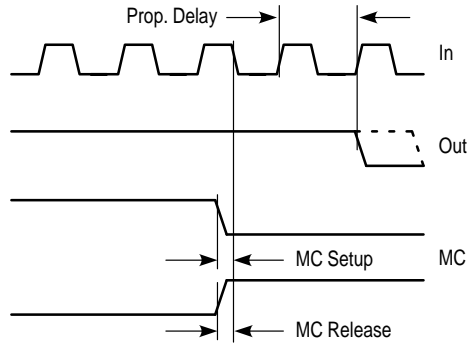 Prop. Delay
In
Out
MC Setup
MC
MC Release